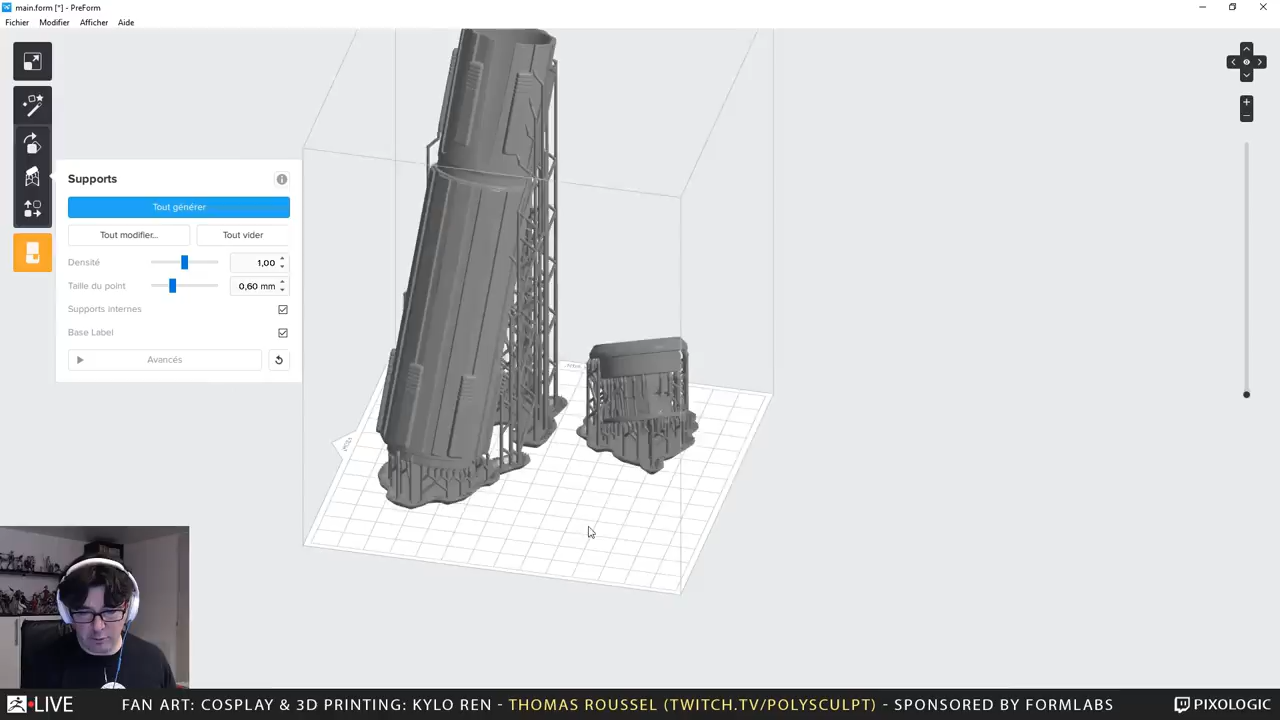 main.form [*] - PreForm
Fichier Modifier Afficher Aide
Supports
Tout générer
Tout modifier... Tout vider
Densité 1,00
Taille du point 0,60 mm
Supports internes
Base Label
Avancés
LIVE FAN ART: COSPLAY & 3D PRINTING: KYLO REN - THOMAS ROUSSEL (TWITCH.TV/POLYSCULPT) - SPONSORED BY FORMLABS PIXOLOGIC